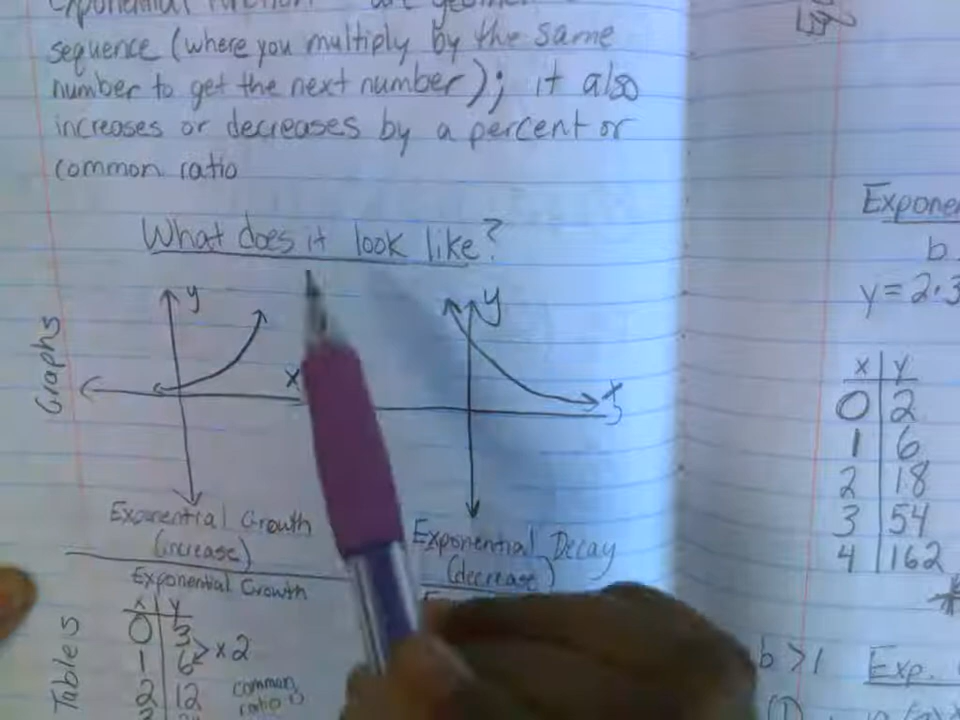 Exponential Function
sequence (where you multiply by the same
number to get the next number); it also
increases or decreases by a percent or
common ratio
What does it look like?
Graphs
y
x
y
x
Exponential Growth
(increase)
Exponential Decay
(decrease)
Tables
Exponential Growth
x y
0 3
1 6
x 2
2 12
common
ratio
y = 2·3
x y
0 2
1 6
2 18
3 54
4 162
b > 1
Exp.